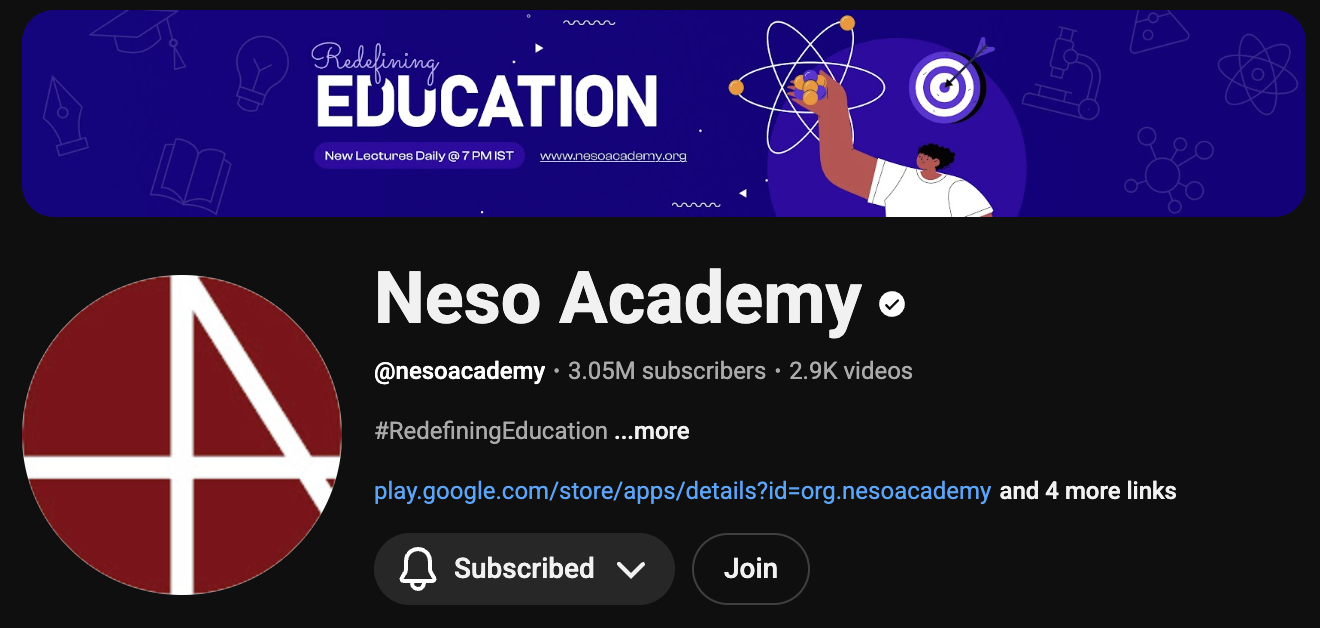 Redefining
EDUCATION
New Lectures Daily @ 7 PM IST www.nesoacademy.org
Neso Academy
@nesoacademy • 3.05M subscribers • 2.9K videos
#RedefiningEducation ...more
play.google.com/store/apps/details?id=org.nesoacademy and 4 more links
Subscribed Join